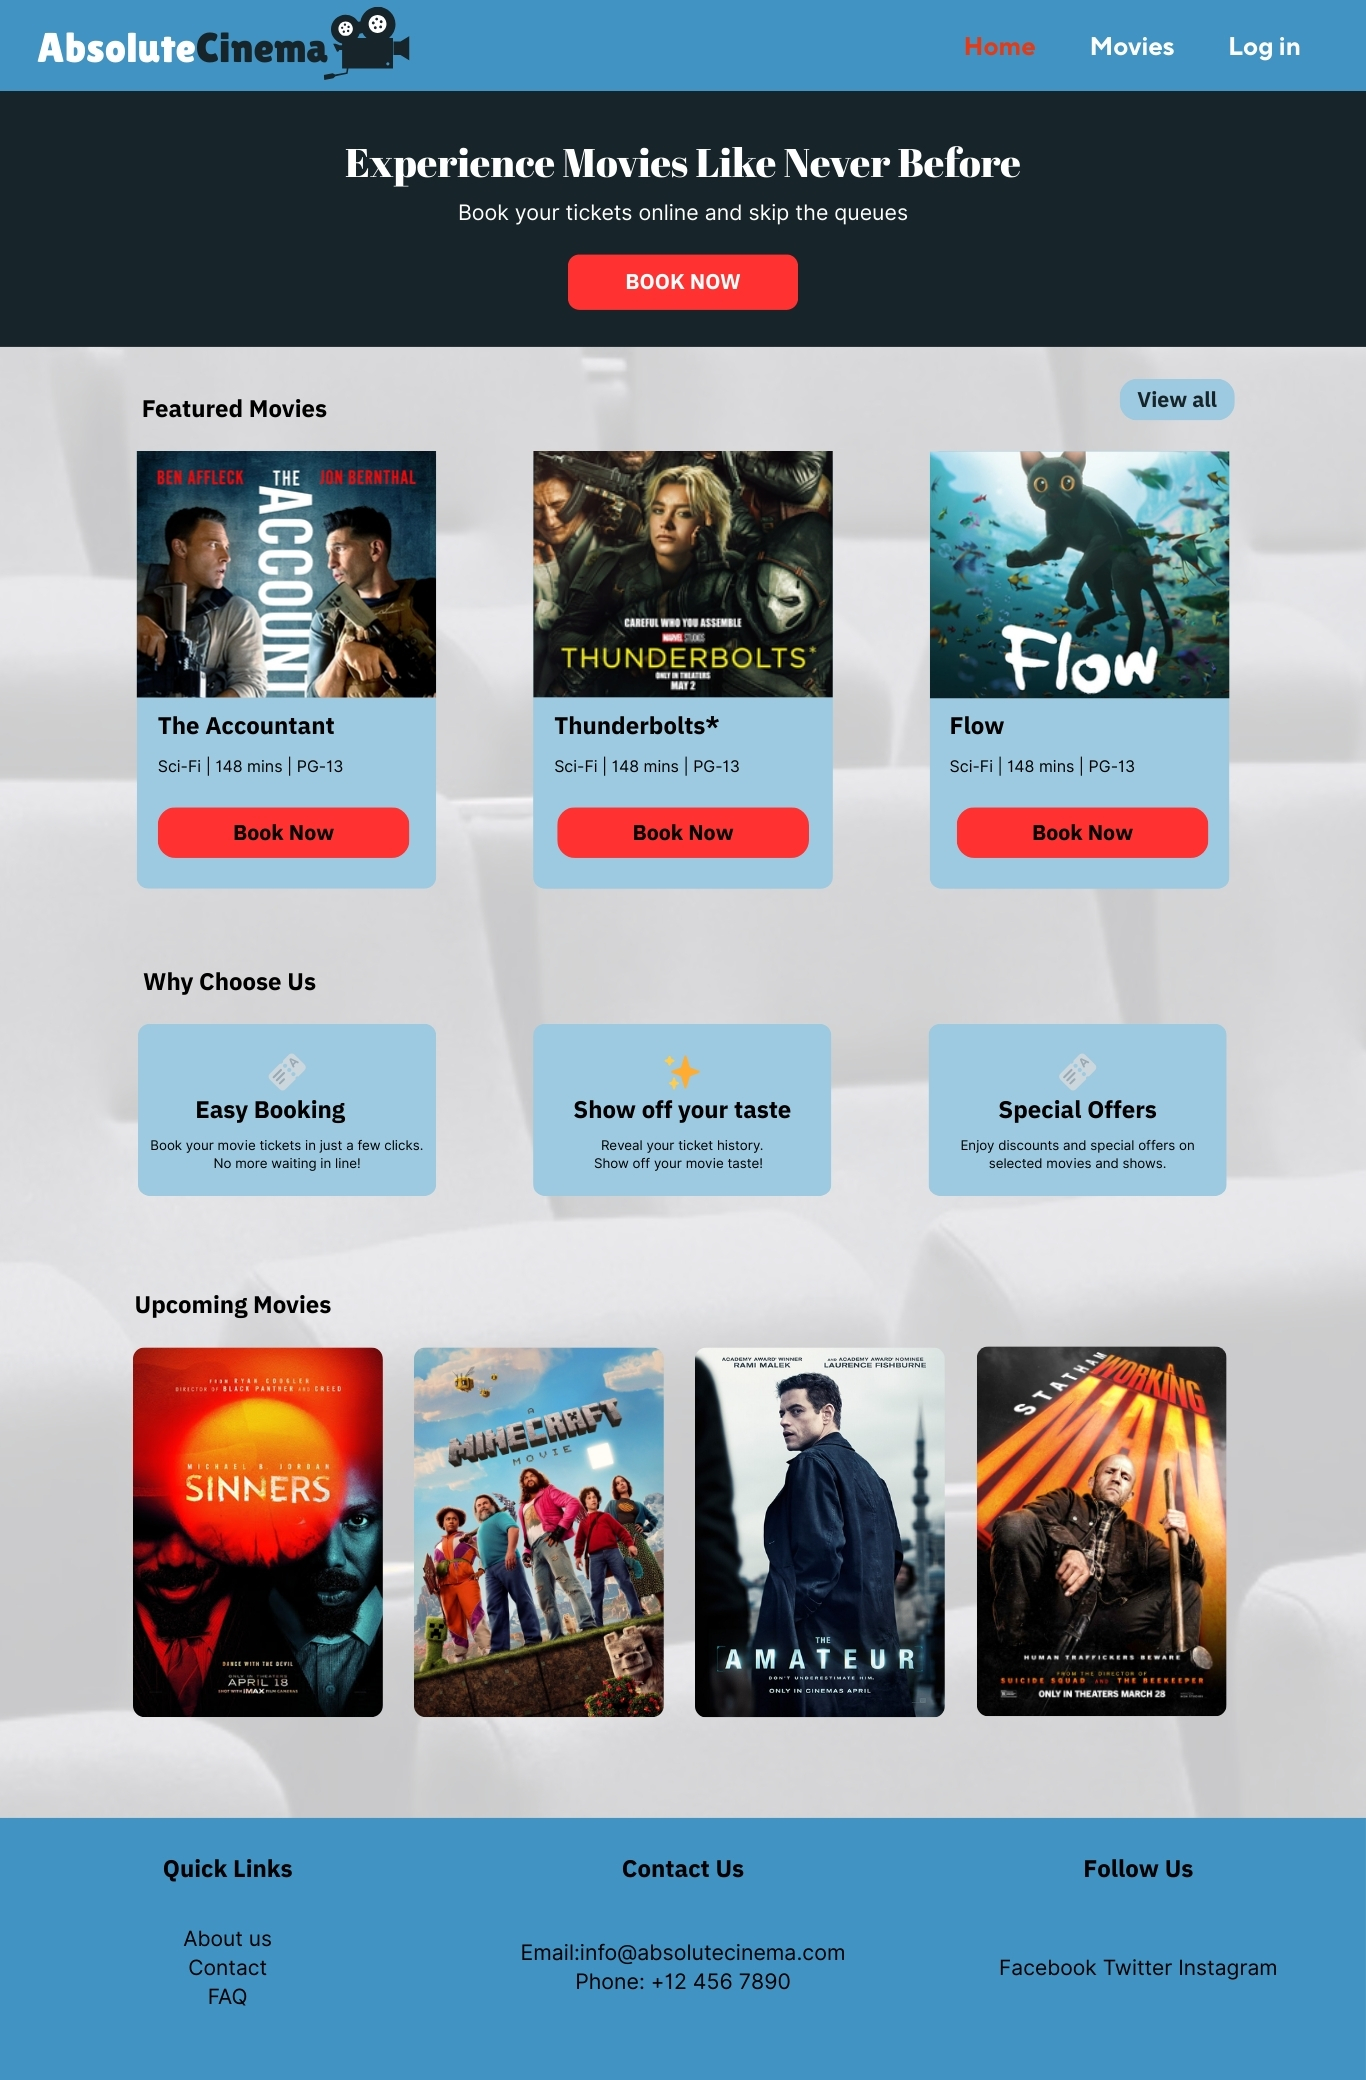 AbsoluteCinema
Home Movies Log in
Experience Movies Like Never Before
Book your tickets online and skip the queues
BOOK NOW
Featured Movies
View all
BEN AFFLECK THE JON BERNTHAL
ACCOUNT
CAREFUL WHO YOU ASSEMBLE
MARVEL STUDIOS
THUNDERBOLTS*
ONLY IN THEATERS
MAY 2
Flow
The Accountant
Sci-Fi | 148 mins | PG-13
Book Now
Thunderbolts*
Sci-Fi | 148 mins | PG-13
Book Now
Flow
Sci-Fi | 148 mins | PG-13
Book Now
Why Choose Us
Easy Booking
Book your movie tickets in just a few clicks.
No more waiting in line!
Show off your taste
Reveal your ticket history.
Show off your movie taste!
Special Offers
Enjoy discounts and special offers on
selected movies and shows.
Upcoming Movies
FROM RYAN COOGLER
DIRECTOR OF BLACK PANTHER AND CREED
MICHAEL B. JORDAN
SINNERS
DANCE WITH THE DEVIL
ONLY IN THEATERS
APRIL 18
SHOT WITH IMAX FILM CAMERAS
A
MINECRAFT
MOVIE
ACADEMY AWARD WINNER
RAMI MALEK
AND ACADEMY AWARD NOMINEE
LAURENCE FISHBURNE
THE
AMATEUR
DON'T UNDERESTIMATE HIM.
ONLY IN CINEMAS APRIL
STATHAM
A
WORKING
MAN
HUMAN TRAFFICKERS BEWARE
FROM THE DIRECTOR OF
SUICIDE SQUAD AND THE BEEKEEPER
ONLY IN THEATERS MARCH 28
Quick Links
About us
Contact
FAQ
Contact Us
Email:info@absolutecinema.com
Phone: +12 456 7890
Follow Us
Facebook Twitter Instagram